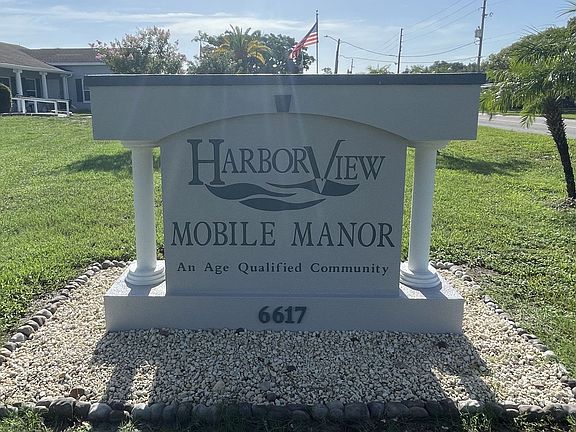 HARBORVIEW
MOBILE MANOR
An Age Qualified Community
6617